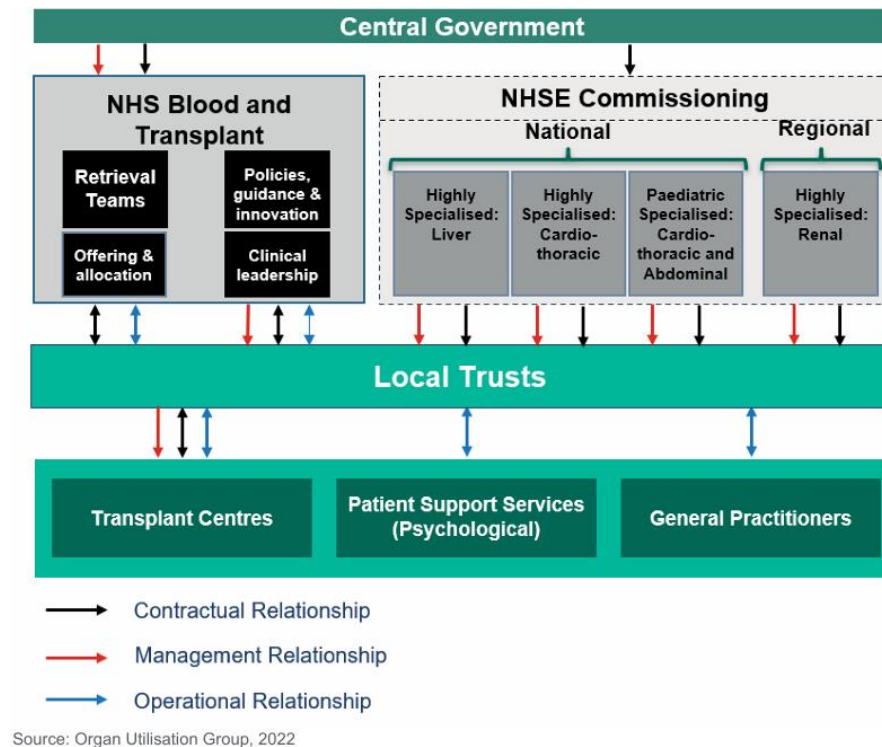 Central Government
NHS Blood and
Transplant
NHSE Commissioning
National
Regional
Retrieval
Teams
Policies,
guidance &
innovation
Offering &
allocation
Clinical
leadership
Highly
Specialised:
Liver
Highly
Specialised:
Cardio-
thoracic
Paediatric
Specialised:
Cardio-
thoracic and
Abdominal
Highly
Specialised:
Renal
Local Trusts
Transplant Centres
Patient Support Services
(Psychological)
General Practitioners
Contractual Relationship
Management Relationship
Operational Relationship
Source: Organ Utilisation Group, 2022